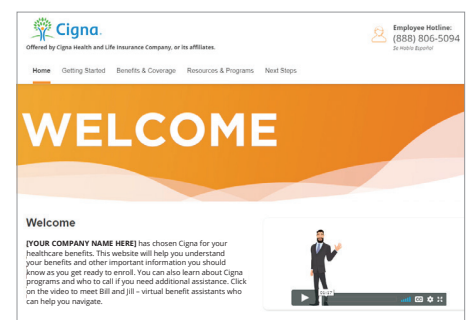 Cigna.
Offered by Cigna Health and Life Insurance Company, or its affiliates.
Employee Hotline:
(888) 806-5094
Se Habla Español
Home Getting Started Benefits & Coverage Resources & Programs Next Steps
WELCOME
Welcome
[YOUR COMPANY NAME HERE] has chosen Cigna for your
healthcare benefits. This website will help you understand
your benefits and other important information you should
know as you get ready to enroll. You can also learn about Cigna
programs and who to call if you need additional assistance. Click
on the video to meet Bill and Jill – virtual benefit assistants who
can help you navigate.
01:17
CC